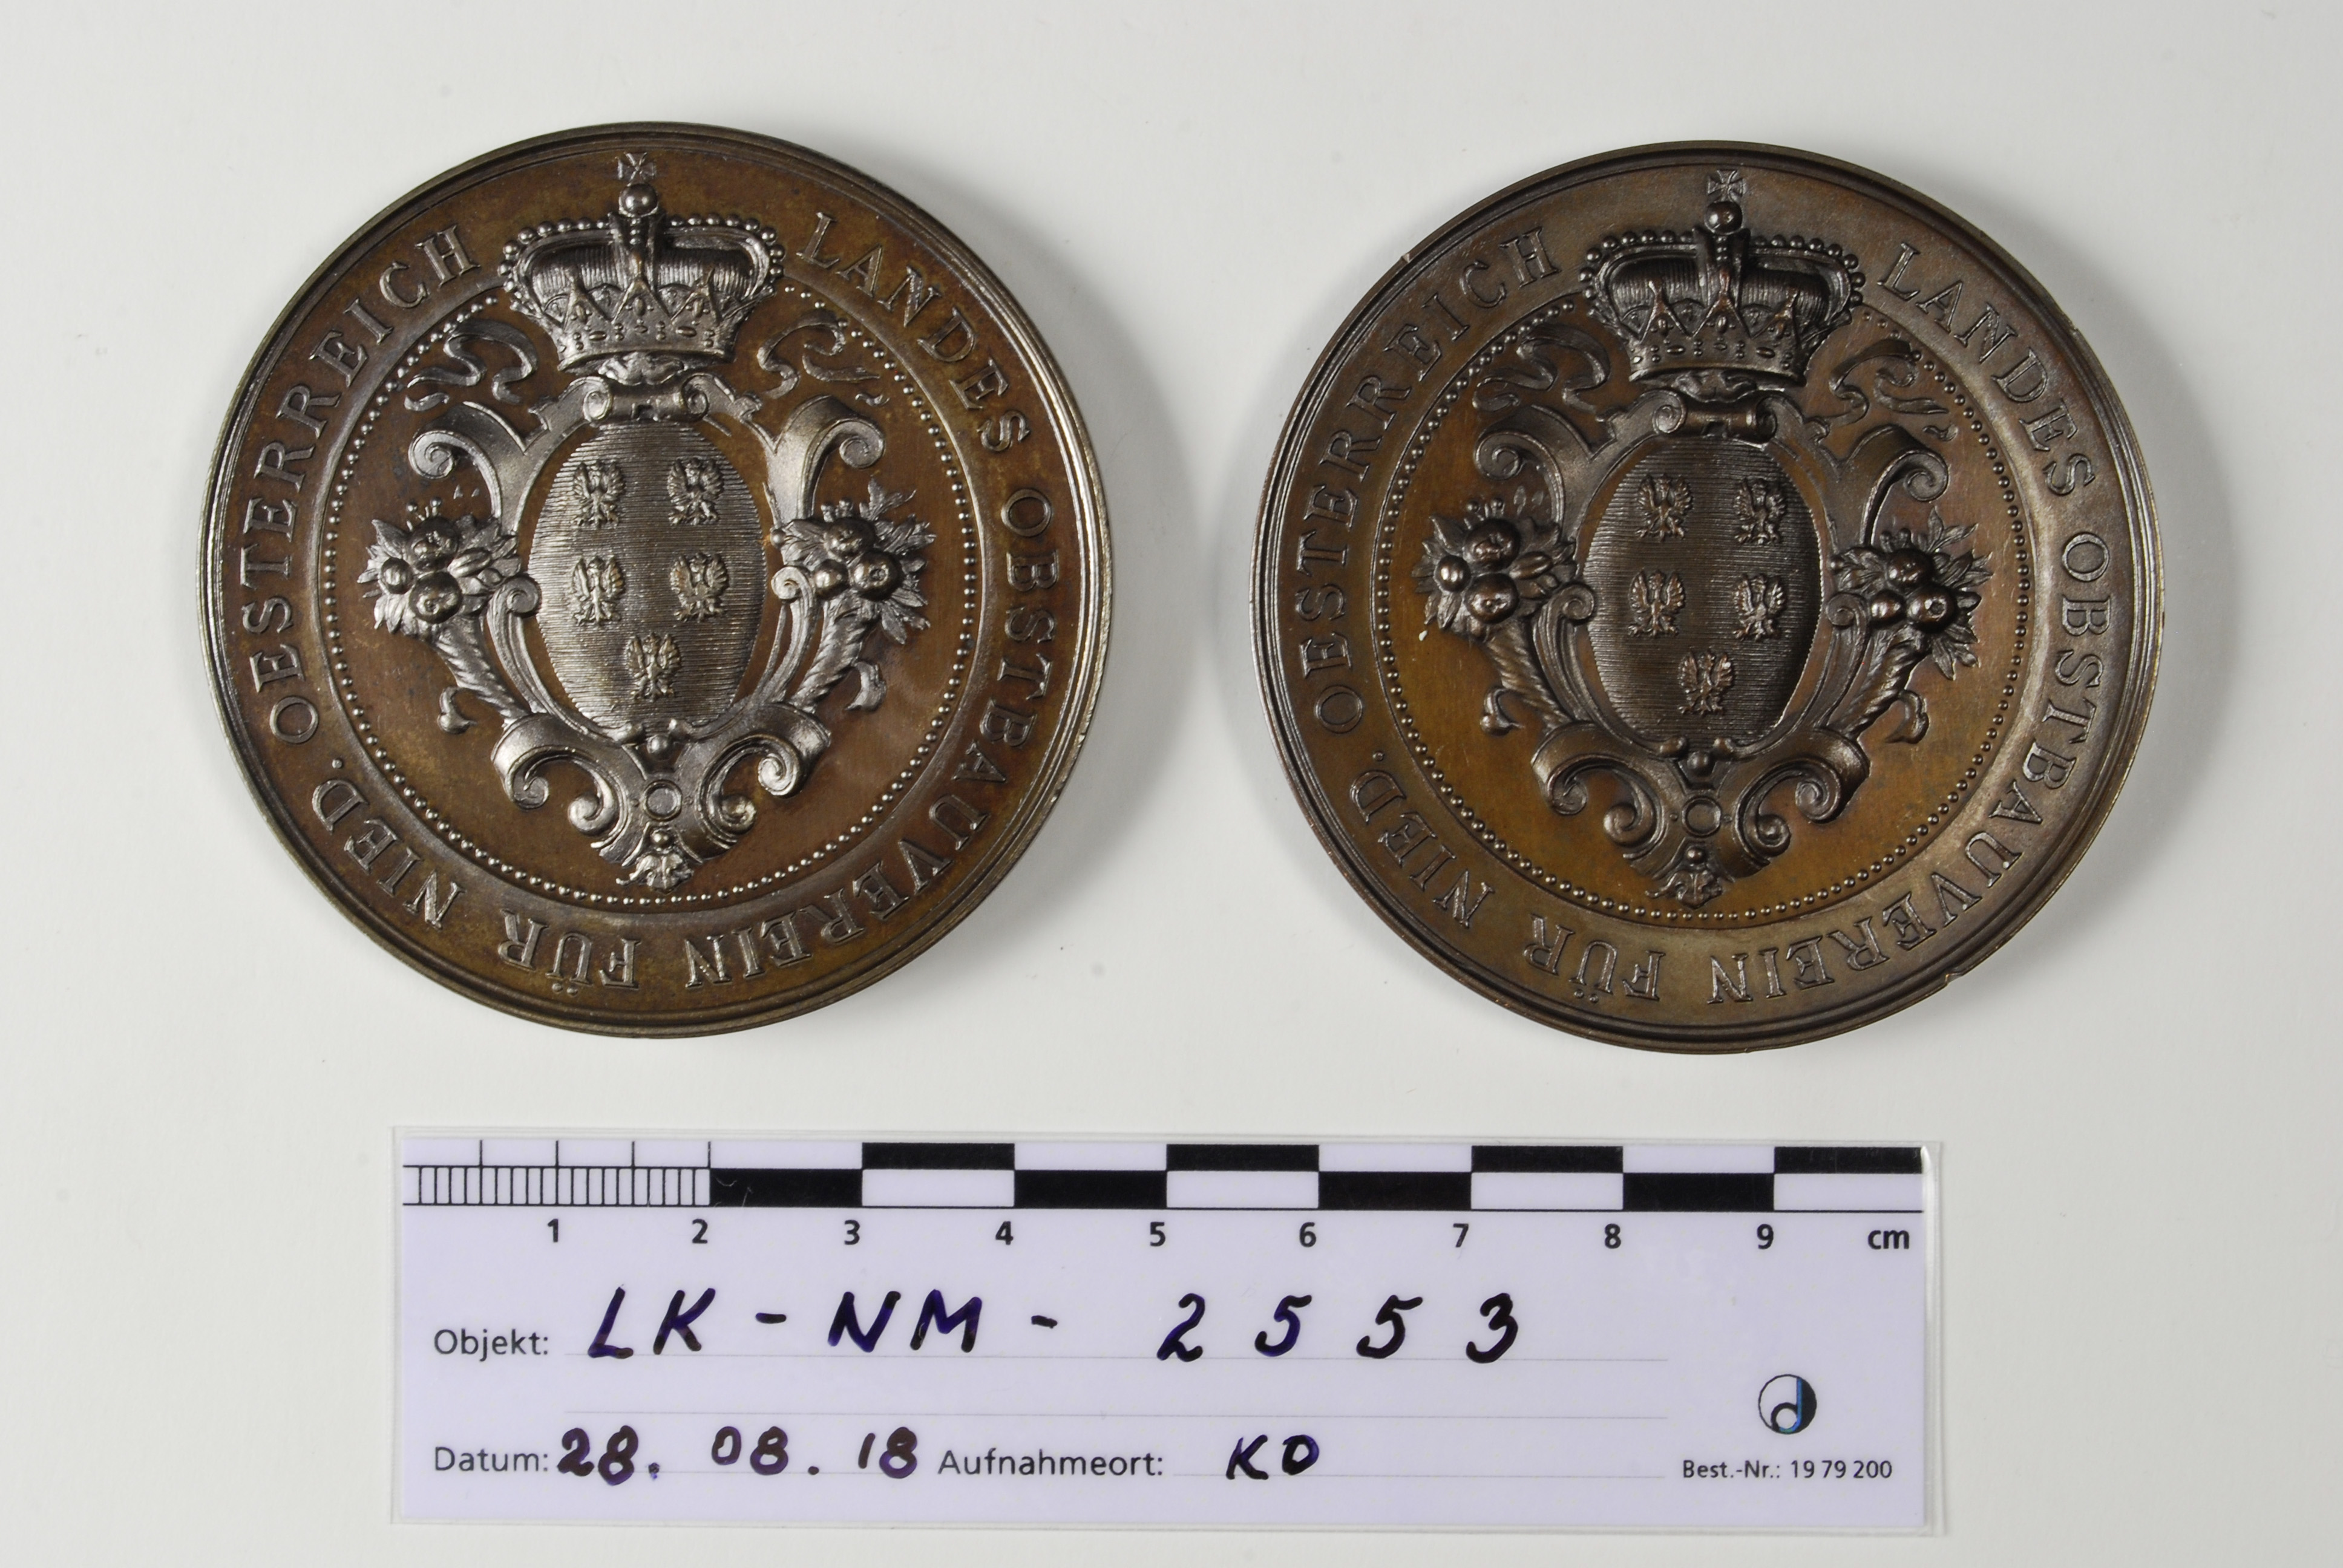 LANDES OBSTBAUVEREIN FÜR NIED. OESTERREICH
LANDES OBSTBAUVEREIN FÜR NIED. OESTERREICH
1 2 3 4 5 6 7 8 9 cm
Objekt: LK-NM-2553
Datum: 28.08.18 Aufnahmeort: KO
Best.-Nr.: 19 79 200